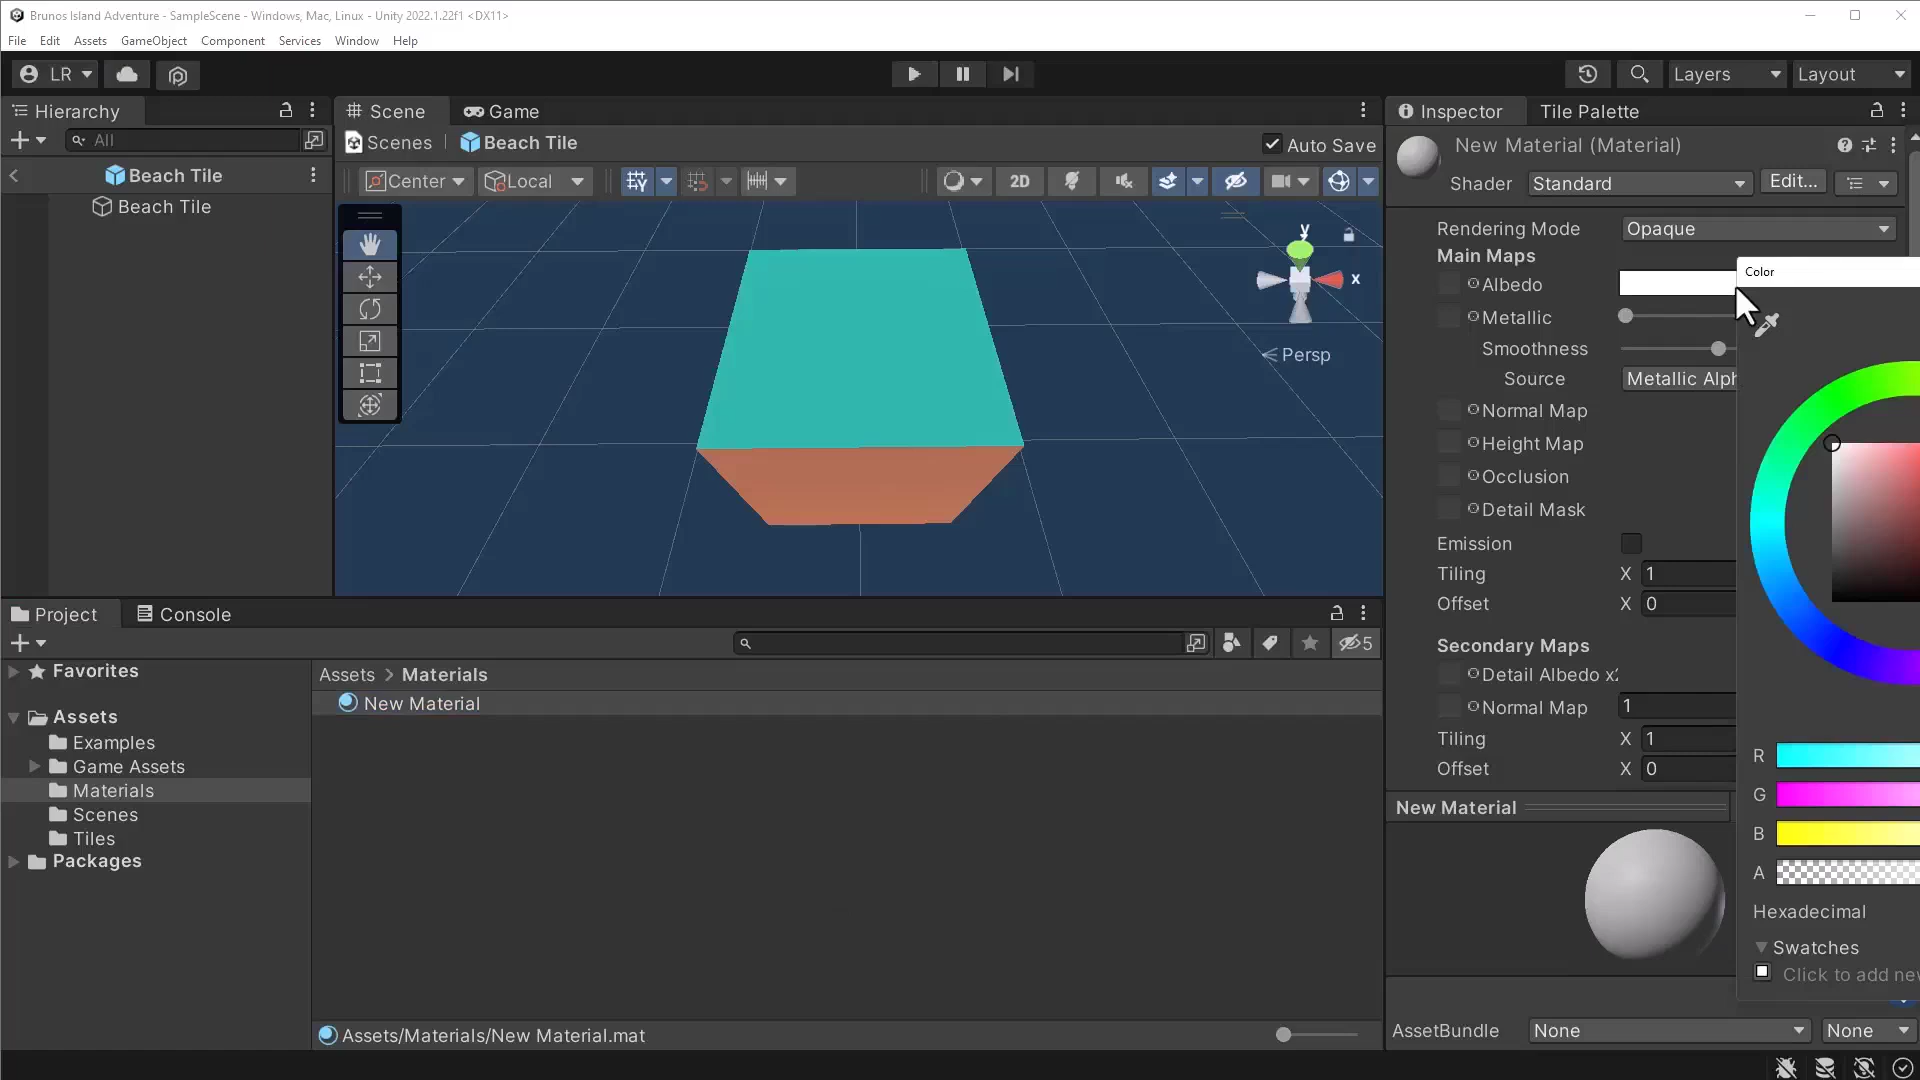 Brunos Island Adventure - SampleScene - Windows, Mac, Linux - Unity 2022.1.22f1 <DX11>
File Edit Assets GameObject Component Services Window Help
LR
Layers Layout
Hierarchy
All
Beach Tile
Beach Tile
Scene Game
Scenes Beach Tile
Auto Save
Center Local 2D
y
x
Persp
Inspector Tile Palette
New Material (Material)
Shader Standard Edit...
Rendering Mode Opaque
Main Maps
Albedo
Metallic
Smoothness
Source Metallic Alph
Normal Map
Height Map
Occlusion
Detail Mask
Emission
Tiling X 1
Offset X 0
Secondary Maps
Detail Albedo x2
Normal Map 1
Tiling X 1
Offset X 0
Color
R
G
B
A
Hexadecimal
Swatches
Click to add new
New Material
AssetBundle None None
Project Console
5
Favorites
Assets
Examples
Game Assets
Materials
Scenes
Tiles
Packages
Assets > Materials
New Material
Assets/Materials/New Material.mat